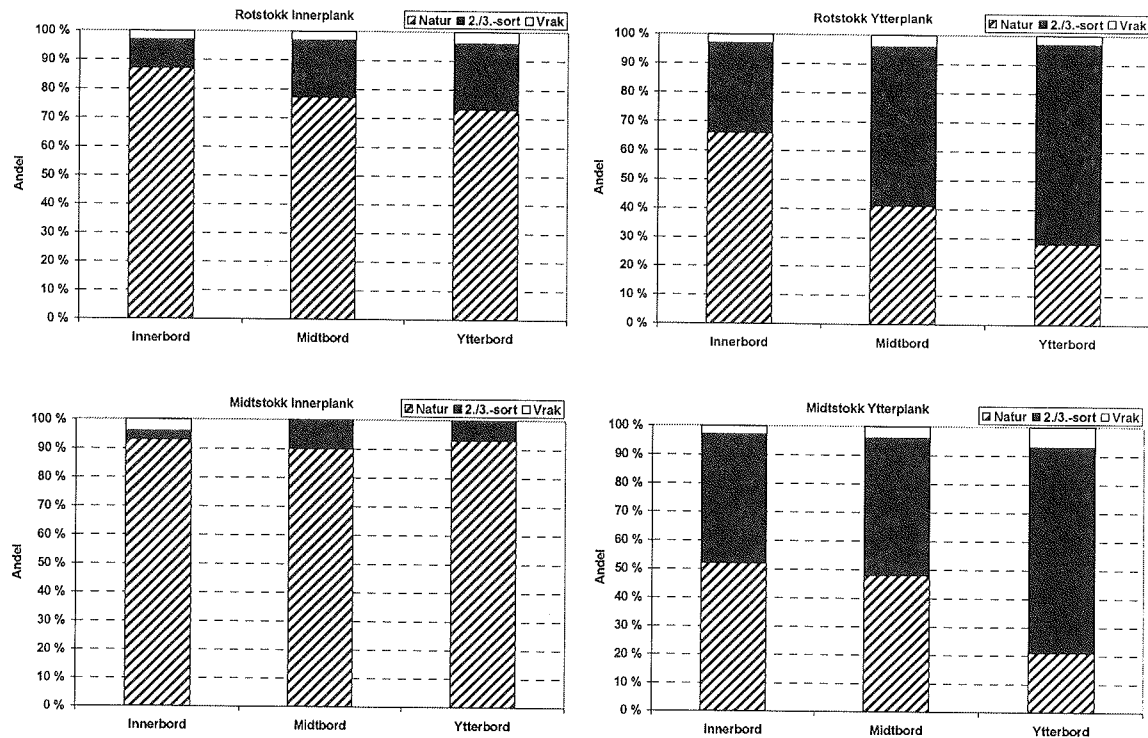 Rotstokk Innerplank
Natur 2./3.-sort Vrak
100 %
90 %
80 %
70 %
60 %
50 %
40 %
30 %
20 %
10 %
0 %
Andel
Innerbord Midtbord Ytterbord
Rotstokk Ytterplank
Natur 2./3.-sort Vrak
100 %
90 %
80 %
70 %
60 %
50 %
40 %
30 %
20 %
10 %
0 %
Andel
Innerbord Midtbord Ytterbord
Midtstokk Innerplank
Natur 2./3.-sort Vrak
100 %
90 %
80 %
70 %
60 %
50 %
40 %
30 %
20 %
10 %
0 %
Andel
Innerbord Midtbord Ytterbord
Midtstokk Ytterplank
Natur 2./3.-sort Vrak
100 %
90 %
80 %
70 %
60 %
50 %
40 %
30 %
20 %
10 %
0 %
Andel
Innerbord Midtbord Ytterbord